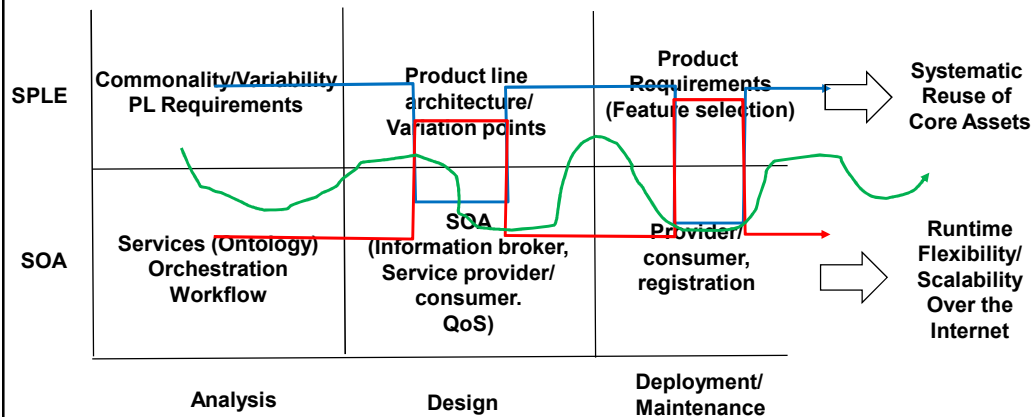 SPLE
Commonality/Variability
PL Requirements
Product line
architecture/
Variation points
Product
Requirements
(Feature selection)
Systematic
Reuse of
Core Assets
SOA
Services (Ontology)
Orchestration
Workflow
SOA
(Information broker,
Service provider/
consumer.
QoS)
Provider/
consumer,
registration
Runtime
Flexibility/
Scalability
Over the
Internet
Analysis
Design
Deployment/
Maintenance